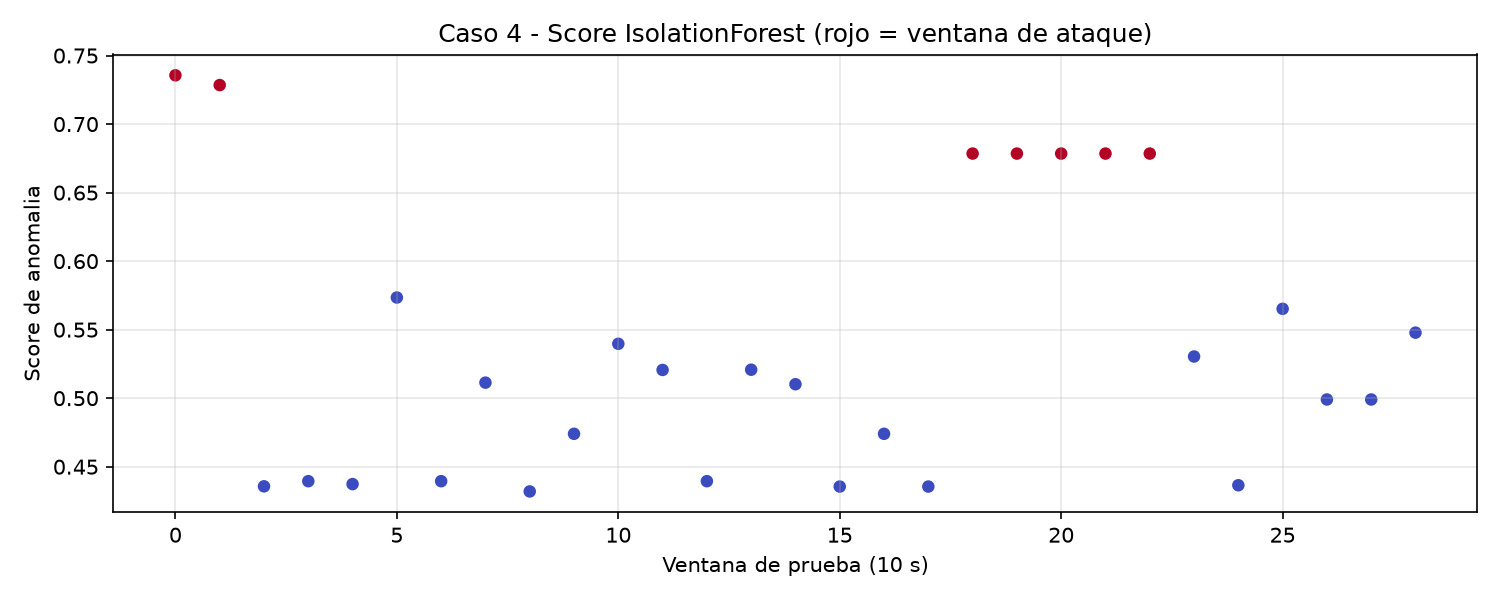 Caso 4 - Score IsolationForest (rojo = ventana de ataque)
Score de anomalia
0.75
0.70
0.65
0.60
0.55
0.50
0.45
0 5 10 15 20 25
Ventana de prueba (10 s)